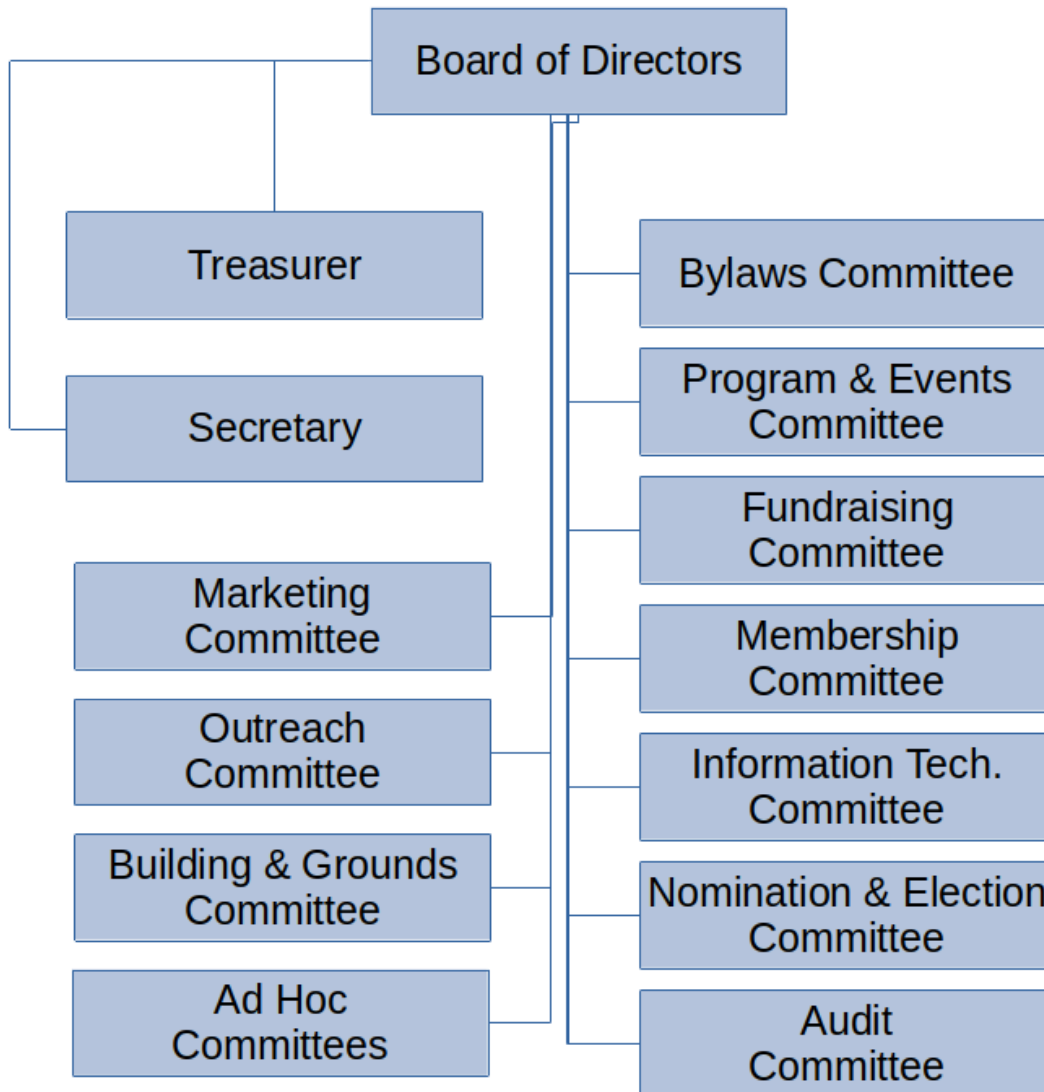 Board of Directors
Treasurer
Secretary
Marketing
Committee
Outreach
Committee
Building & Grounds
Committee
Ad Hoc
Committees
Bylaws Committee
Program & Events
Committee
Fundraising
Committee
Membership
Committee
Information Tech.
Committee
Nomination & Election
Committee
Audit
Committee